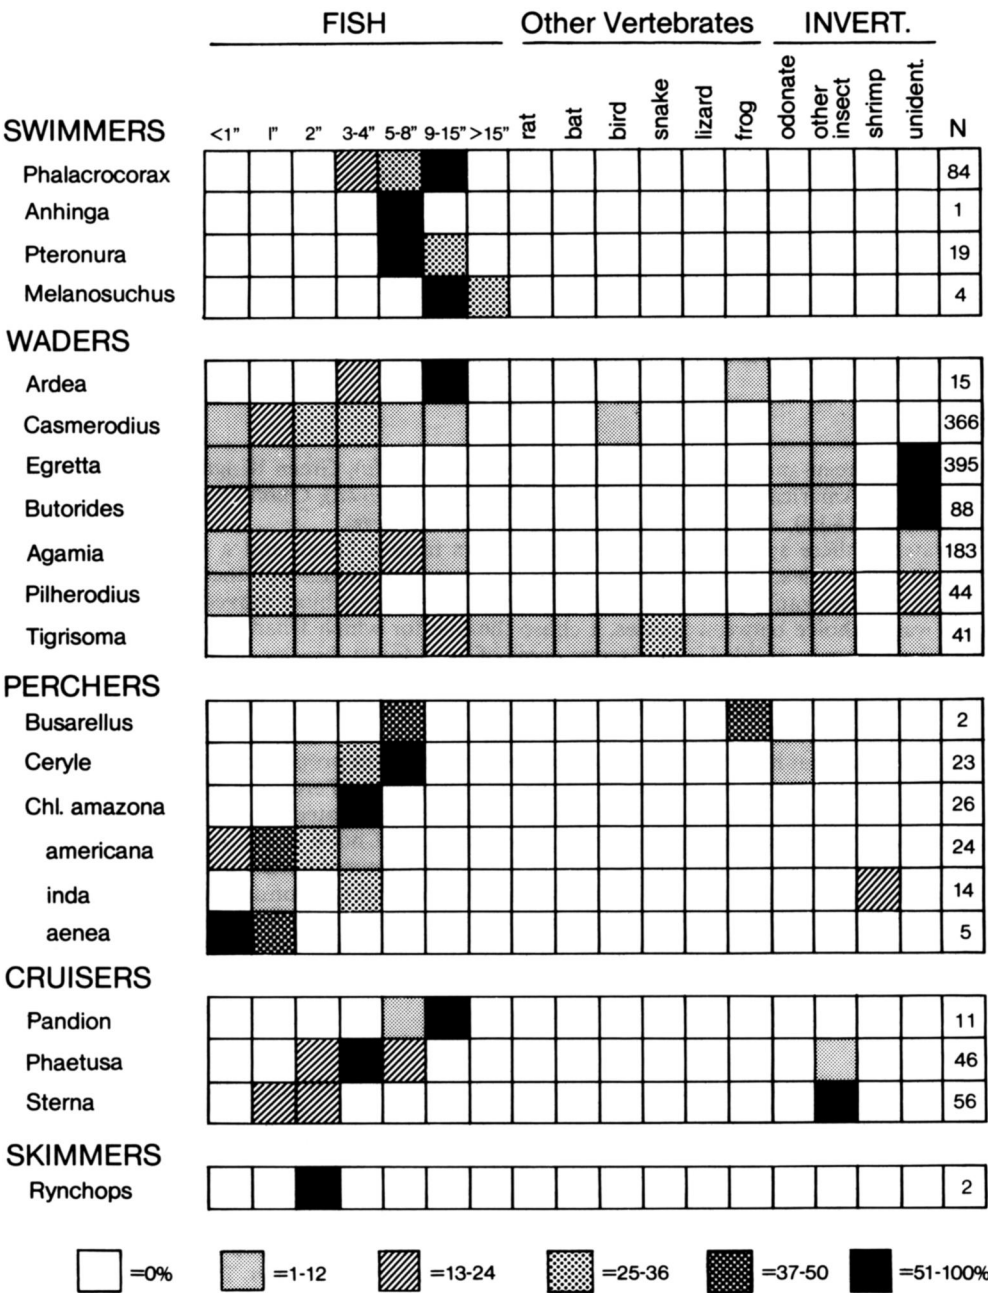 FISH Other Vertebrates INVERT.
SWIMMERS <1" I" 2" 3-4" 5-8" 9-15" >15" rat bat bird snake lizard frog odonate other insect shrimp unident. N
Phalacrocorax 84
Anhinga 1
Pteronura 19
Melanosuchus 4
WADERS
Ardea 15
Casmerodius 366
Egretta 395
Butorides 88
Agamia 183
Pilherodius 44
Tigrisoma 41
PERCHERS
Busarellus 2
Ceryle 23
Chl. amazona 26
americana 24
inda 14
aenea 5
CRUISERS
Pandion 11
Phaetusa 46
Sterna 56
SKIMMERS
Rynchops 2
=0% =1-12 =13-24 =25-36 =37-50 =51-100%